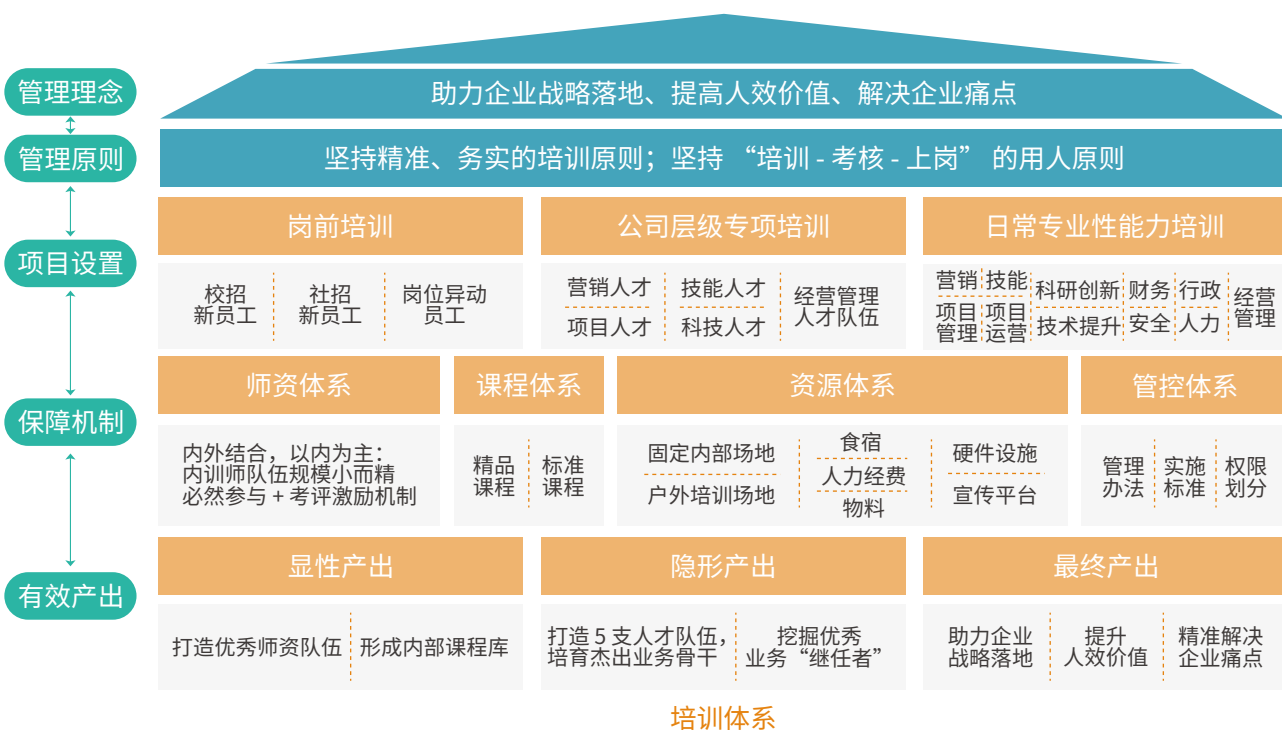 管理理念
助力企业战略落地、提高人效价值、解决企业痛点
管理原则
坚持精准、务实的培训原则；坚持 “培训 - 考核 - 上岗” 的用人原则
项目设置
岗前培训
公司层级专项培训
日常专业性能力培训
校招
新员工
社招
新员工
岗位异动
员工
营销人才
项目人才
技能人才
科技人才
经营管理
人才队伍
营销
项目
管理
技能
项目
运营
科研创新
技术提升
财务
安全
行政
人力
经营
管理
保障机制
师资体系
课程体系
资源体系
管控体系
内外结合，以内为主：
内训师队伍规模小而精
必然参与 + 考评激励机制
精品
课程
标准
课程
固定内部场地
户外培训场地
食宿
人力经费
物料
硬件设施
宣传平台
管理
办法
实施
标准
权限
划分
有效产出
显性产出
隐形产出
最终产出
打造优秀师资队伍
形成内部课程库
打造 5 支人才队伍，
培育杰出业务骨干
挖掘优秀
业务“继任者”
助力企业
战略落地
提升
人效价值
精准解决
企业痛点
培训体系